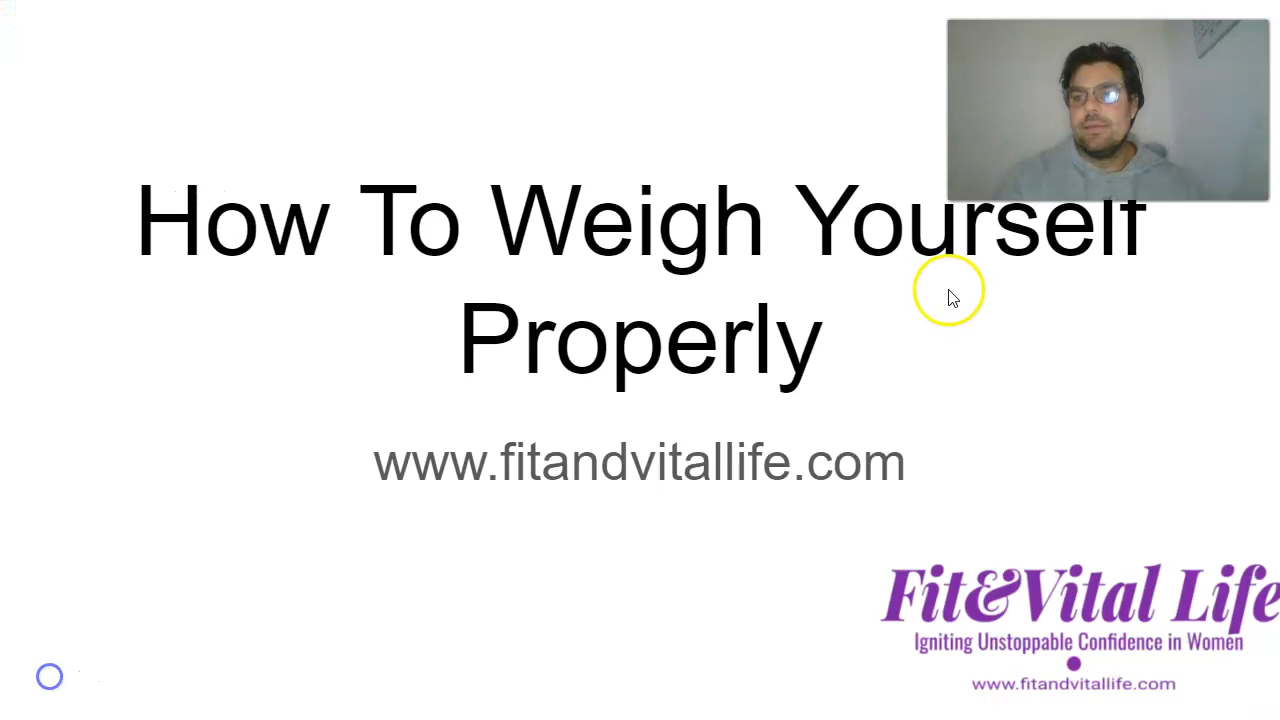 How To Weigh Yourself
Properly
www.fitandvitallife.com
Fit&Vital Life
Igniting Unstoppable Confidence in Women
www.fitandvitallife.com